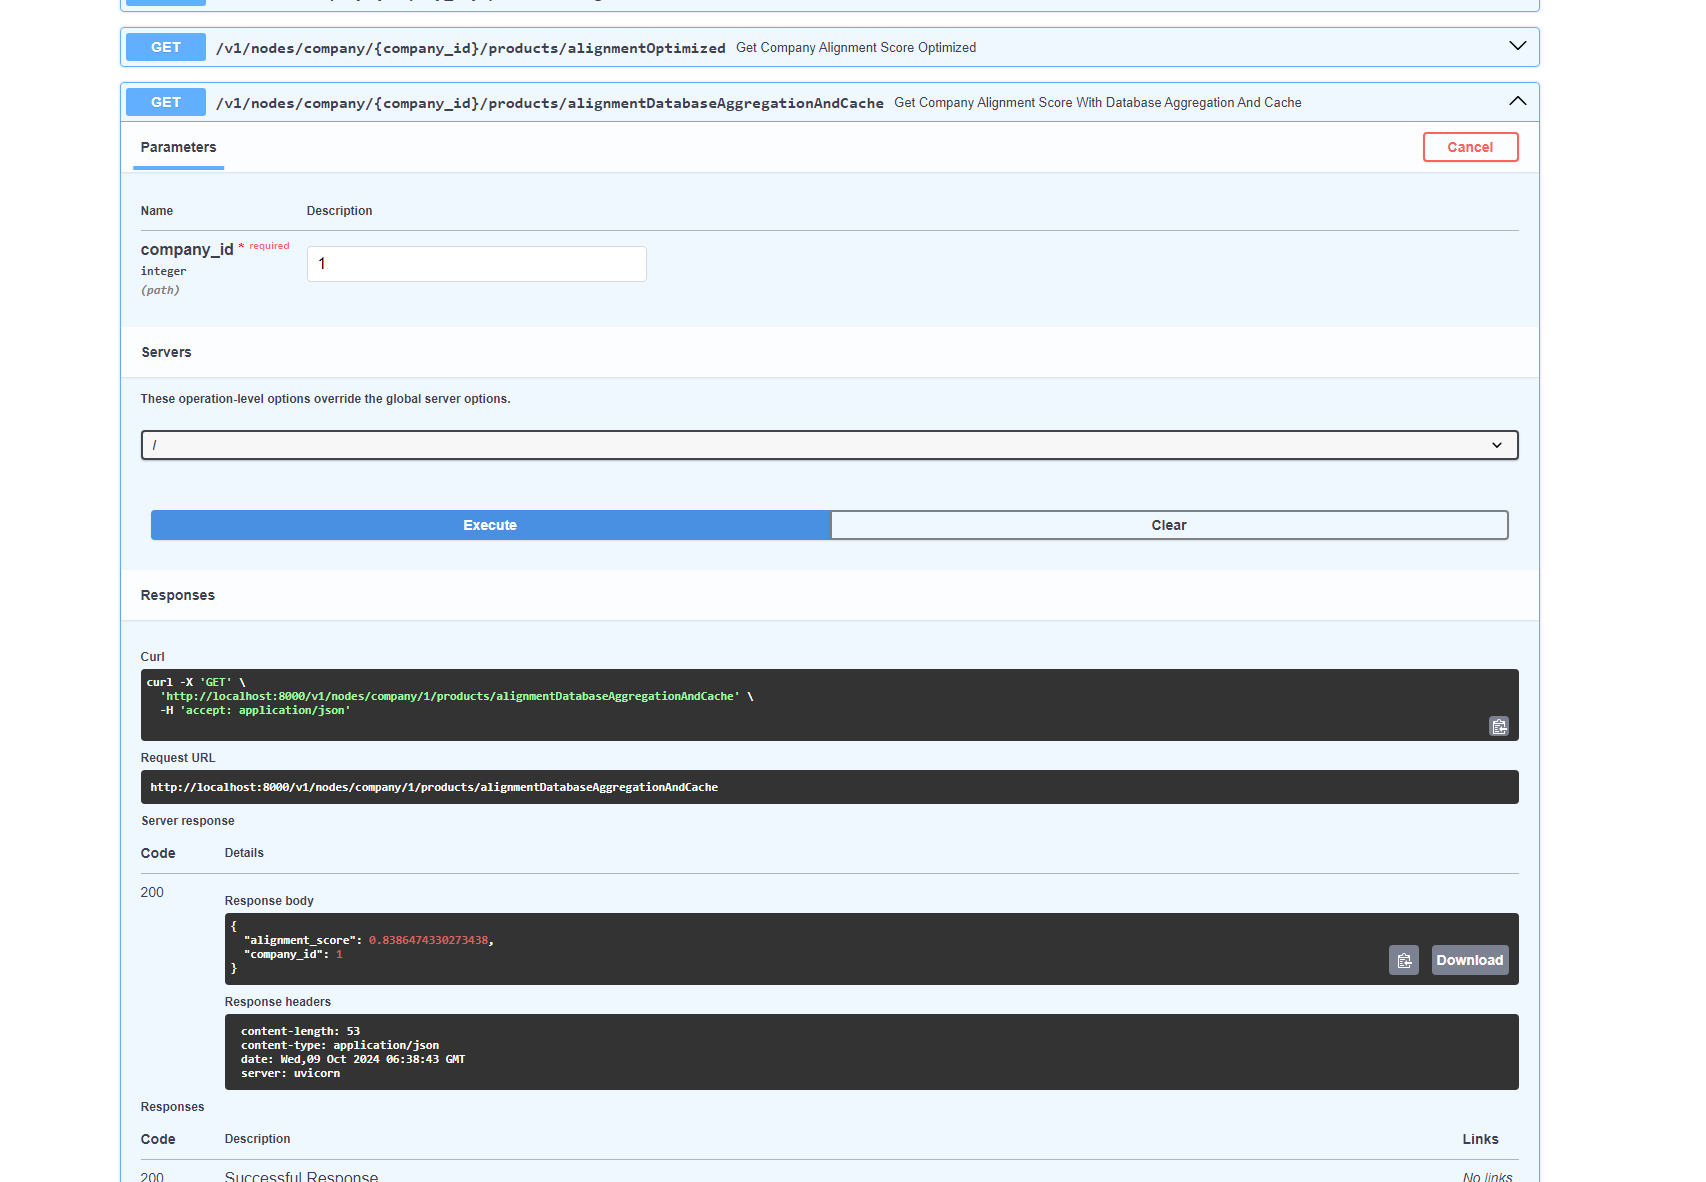 GET /v1/nodes/company/{company_id}/products/alignmentOptimized Get Company Alignment Score Optimized
GET /v1/nodes/company/{company_id}/products/alignmentDatabaseAggregationAndCache Get Company Alignment Score With Database Aggregation And Cache
Parameters Cancel
Name Description
company_id * required
integer
(path)
1
Servers
These operation-level options override the global server options.
/
Execute Clear
Responses
Curl
curl -X 'GET' \
'http://localhost:8000/v1/nodes/company/1/products/alignmentDatabaseAggregationAndCache' \
-H 'accept: application/json'
Request URL
http://localhost:8000/v1/nodes/company/1/products/alignmentDatabaseAggregationAndCache
Server response
Code Details
200
Response body
{
"alignment_score": 0.8386474330273438,
"company_id": 1
}
Download
Response headers
content-length: 53
content-type: application/json
date: Wed,09 Oct 2024 06:38:43 GMT
server: uvicorn
Responses
Code Description Links
200 Successful Response No links